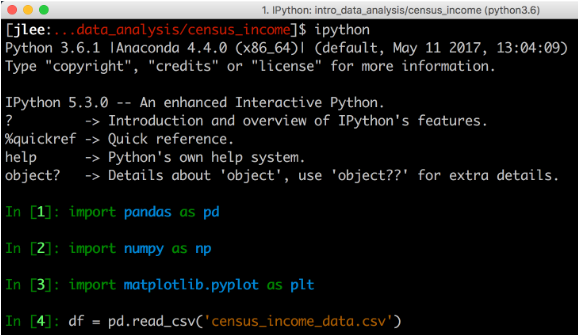 1. IPython: intro_data_analysis/census_income (python3.6)
[jlee:...data_analysis/census_income]$ ipython
Python 3.6.1 |Anaconda 4.4.0 (x86_64)| (default, May 11 2017, 13:04:09)
Type "copyright", "credits" or "license" for more information.
IPython 5.3.0 -- An enhanced Interactive Python.
?         -> Introduction and overview of IPython's features.
%quickref -> Quick reference.
help      -> Python's own help system.
object?   -> Details about 'object', use 'object??' for extra details.
In [1]: import pandas as pd
In [2]: import numpy as np
In [3]: import matplotlib.pyplot as plt
In [4]: df = pd.read_csv('census_income_data.csv')